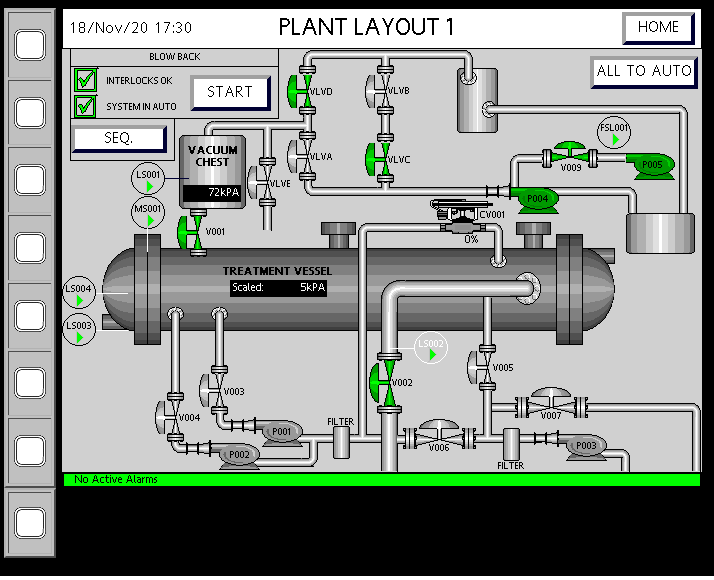 18/Nov/20 17:30
PLANT LAYOUT 1
HOME
BLOW BACK
INTERLOCKS OK
SYSTEM IN AUTO
START
SEQ.
ALL TO AUTO
VLVD
VLVB
VLVA
VLVC
VLVE
FSL001
V009
P005
P004
VACUUM
CHEST
72kPA
LS001
MS001
V001
CV001
0%
TREATMENT VESSEL
Scaled: 5kPA
LS004
LS003
LS002
V002
V003
V004
V005
V007
P001
P002
FILTER
V006
FILTER
P003
No Active Alarms